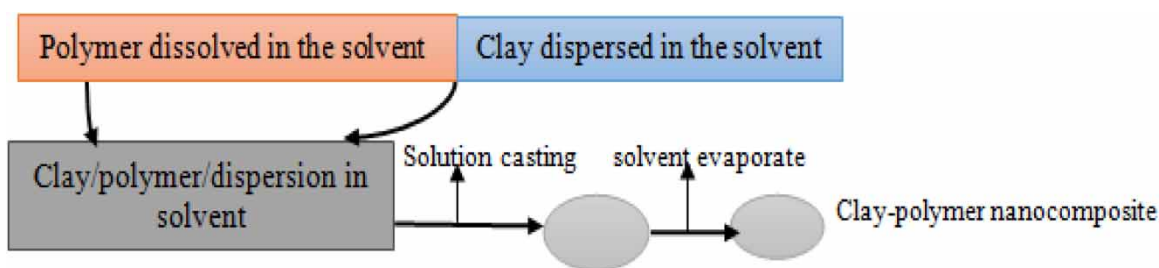 Polymer dissolved in the solvent
Clay dispersed in the solvent
Clay/polymer/dispersion in
solvent
Solution casting
solvent evaporate
Clay-polymer nanocomposite